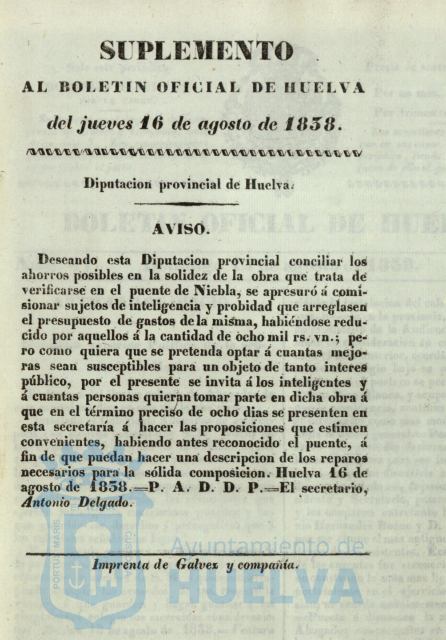 SUPLEMENTO
AL BOLETIN OFICIAL DE HUELVA
del jueves 16 de agosto de 1838.
Diputacion provincial de Huelva.
AVISO.
Deseando esta Diputacion provincial conciliar los
ahorros posibles en la solidez de la obra que trata de
verificarse en el puente de Niebla, se apresuró á comi-
sionar sujetos de inteligencia y probidad que arreglasen
el presupuesto de gastos de la misma, habiéndose redu-
cido por aquellos á la cantidad de ocho mil rs. vn.; pe-
ro como quiera que se pretenda optar á cuantas mejo-
ras sean susceptibles para un objeto de tanto interes
público, por el presente se invita á los inteligentes y
á cuantas personas quieran tomar parte en dicha obra á
que en el término preciso de ocho dias se presenten en
esta secretaría á hacer las proposiciones que estimen
convenientes, habiendo antes reconocido el puente, á
fin de que puedan hacer una descripcion de los reparos
necesarios para la sólida composicion. Huelva 16 de
agosto de 1838.=P. A. D. D. P.=El secretario,
Antonio Delgado.
Imprenta de Galvez y compañía.
Ayuntamiento de
HUELVA
PORTUS MARIS
CUSTODIA